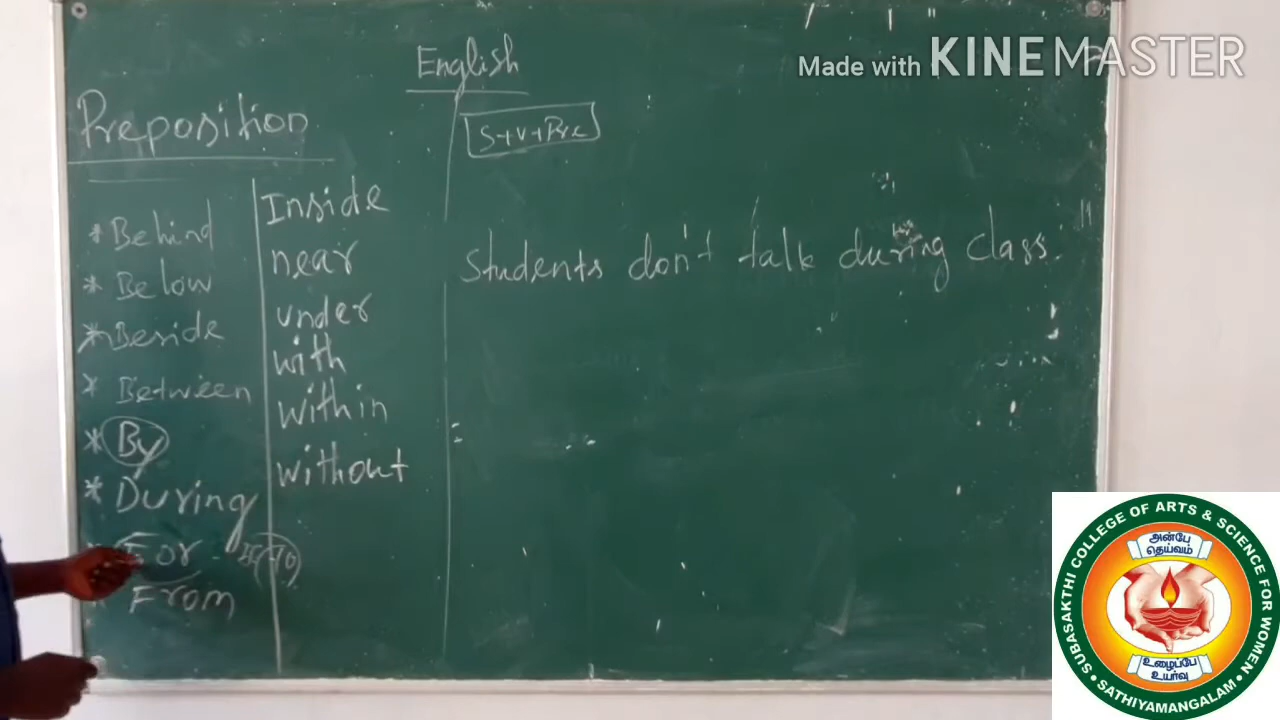 Made with KINEMASTER
English
Preposition
S+V+Pre
* Behind
* Below
* Beside
* Between
* By
* During
* For
* From
Inside
near
under
with
within
without
Students don't talk during class.
SUBASAKTHI COLLEGE OF ARTS & SCIENCE FOR WOMEN
அன்பே
தெய்வம்
உழைப்பே
உயர்வு
• SATHIYAMANGALAM •